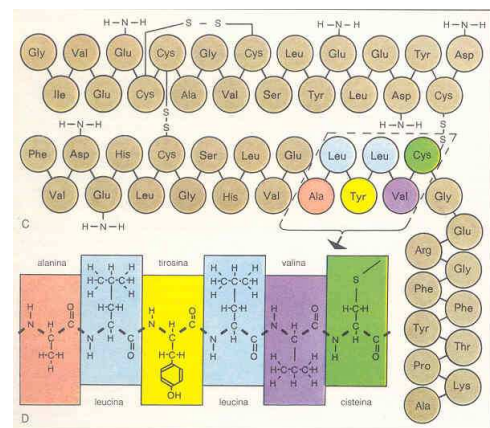 S – S
H–N–H H–N–H H–N–H
Gly Val Glu Cys Gly Cys Leu Glu Glu Tyr Asp
Ile Glu Cys Ala Val Ser Tyr Leu Asp Cys
S
S
H–N–H H–N–H
S
S
Phe Asp His Cys Ser Leu Glu Leu Leu Cys
Val Glu Leu Gly His Val Ala Tyr Val Gly
H–N–H
C
Glu
Arg
Gly
Phe
Phe
Tyr
Thr
Pro
Lys
Ala
alanina tirosina valina
H
N
C
O
H-C-H
H
OH
S
leucina leucina cisteina
D